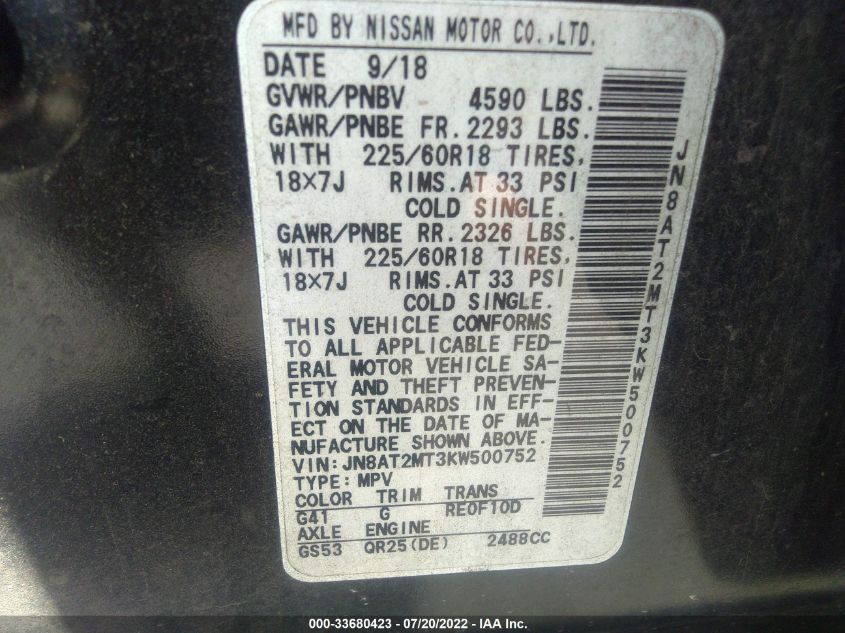 MFD BY NISSAN MOTOR CO.,LTD.
DATE 9/18
GVWR/PNBV 4590 LBS.
GAWR/PNBE FR. 2293 LBS.
WITH 225/60R18 TIRES,
18X7J RIMS. AT 33 PSI
COLD SINGLE.
GAWR/PNBE RR. 2326 LBS.
WITH 225/60R18 TIRES,
18X7J RIMS. AT 33 PSI
COLD SINGLE.
THIS VEHICLE CONFORMS
TO ALL APPLICABLE FED-
ERAL MOTOR VEHICLE SA-
FETY AND THEFT PREVEN-
TION STANDARDS IN EFF-
ECT ON THE DATE OF MA-
NUFACTURE SHOWN ABOVE.
VIN:JN8AT2MT3KW500752
TYPE:MPV
COLOR TRIM TRANS
G41 G RE0F10D
AXLE ENGINE
GS53 QR25(DE) 2488CC
JN8AT2MT3KW500752
000-33680423 - 07/20/2022 - IAA Inc.